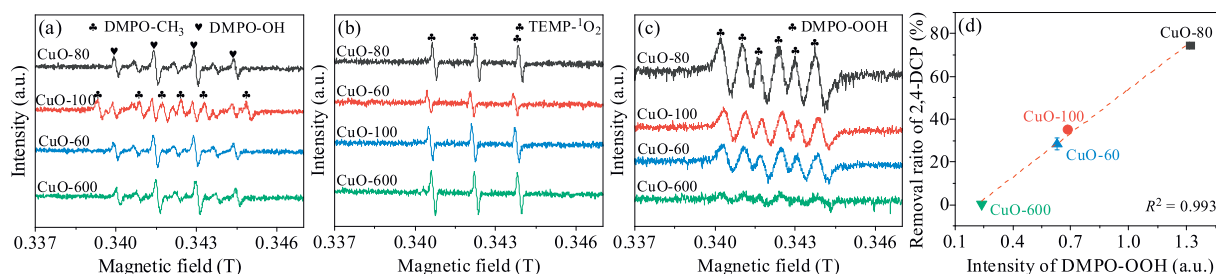 (a) ♣ DMPO-CH₃ ♥ DMPO-OH
CuO-80
CuO-100
CuO-60
CuO-600
Intensity (a.u.)
0.337 0.340 0.343 0.346
Magnetic field (T)
(b) ♣ TEMP-¹O₂
CuO-80
CuO-60
CuO-100
CuO-600
Intensity (a.u.)
0.337 0.340 0.343 0.346
Magnetic field (T)
(c) ♣ DMPO-OOH
CuO-80
CuO-100
CuO-60
CuO-600
Intensity (a.u.)
0.337 0.340 0.343 0.346
Magnetic field (T)
(d)
CuO-80
CuO-100
CuO-60
CuO-600
R² = 0.993
Removal raito of 2,4-DCP (%)
80
60
40
20
0
0.1 0.4 0.7 1.0 1.3
Intensity of DMPO-OOH (a.u.)